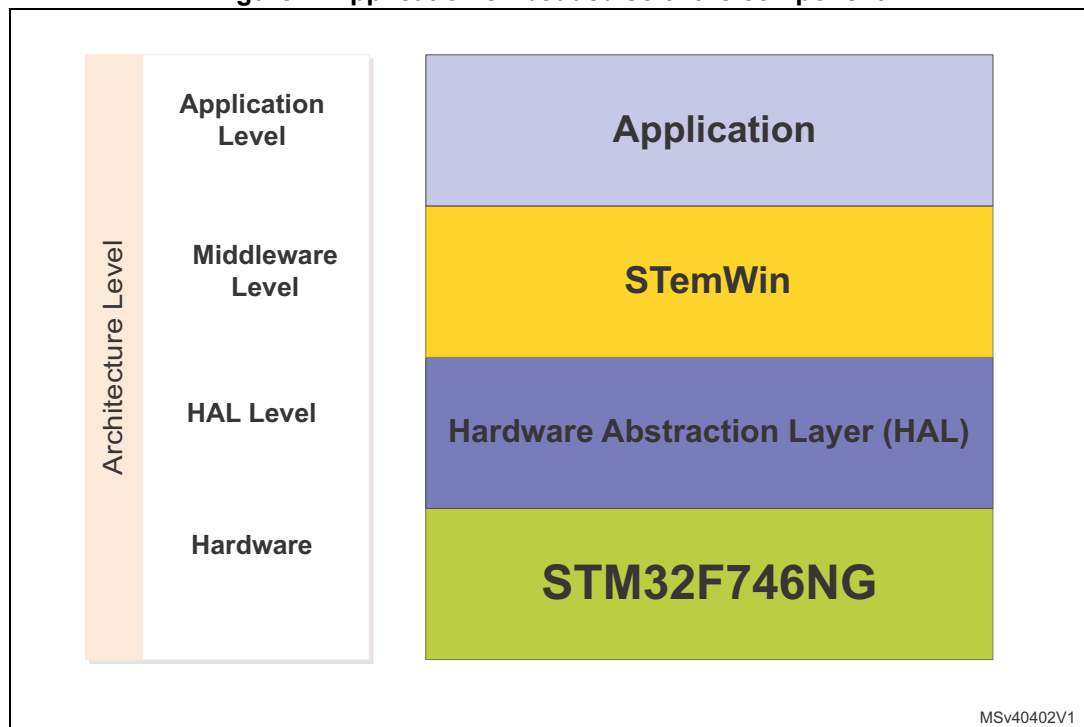 Application
Level
Middleware
Level
HAL Level
Hardware
Architecture Level
Application
STemWin
Hardware Abstraction Layer (HAL)
STM32F746NG
MSv40402V1